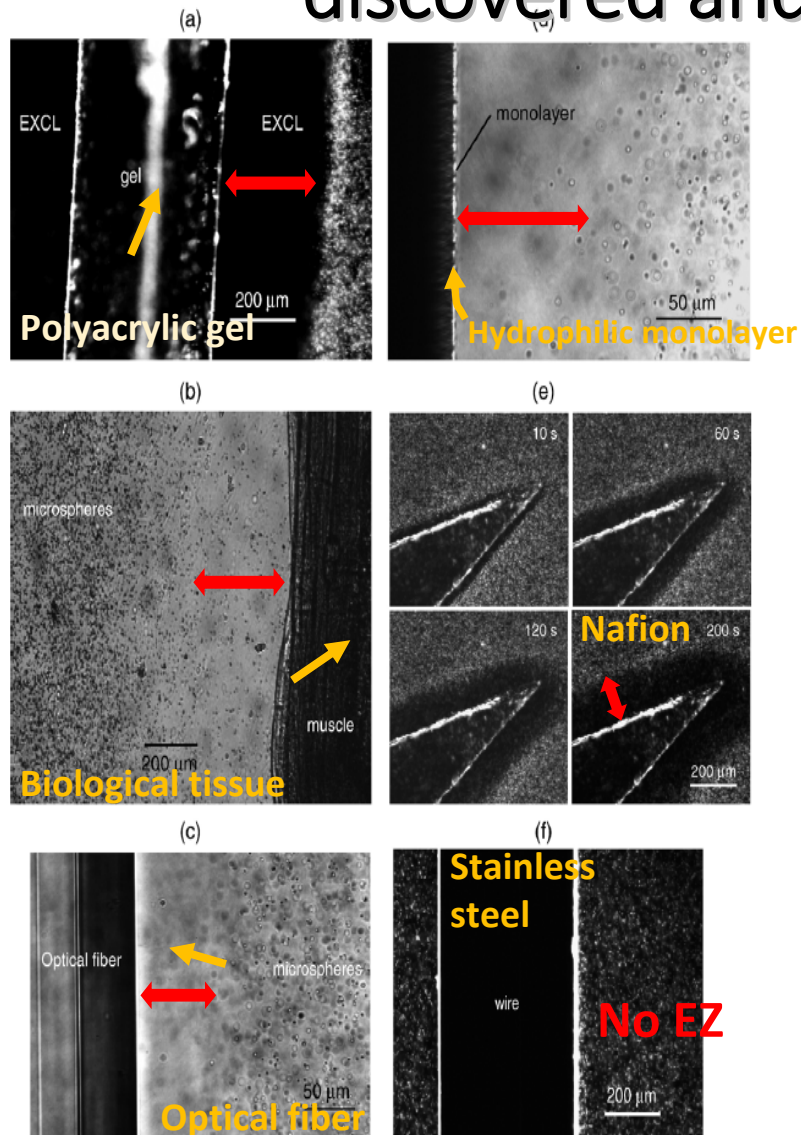 discovered and
(a)
EXCL
EXCL
gel
200 µm
Polyacrylic gel
monolayer
50 µm
Hydrophilic monolayer
(b)
microspheres
muscle
200 µm
Biological tissue
(e)
10 s
60 s
120 s
Nafion
200 s
200 µm
(c)
Optical fiber
microspheres
50 µm
Optical fiber
(f)
Stainless
steel
wire
No EZ
200 µm